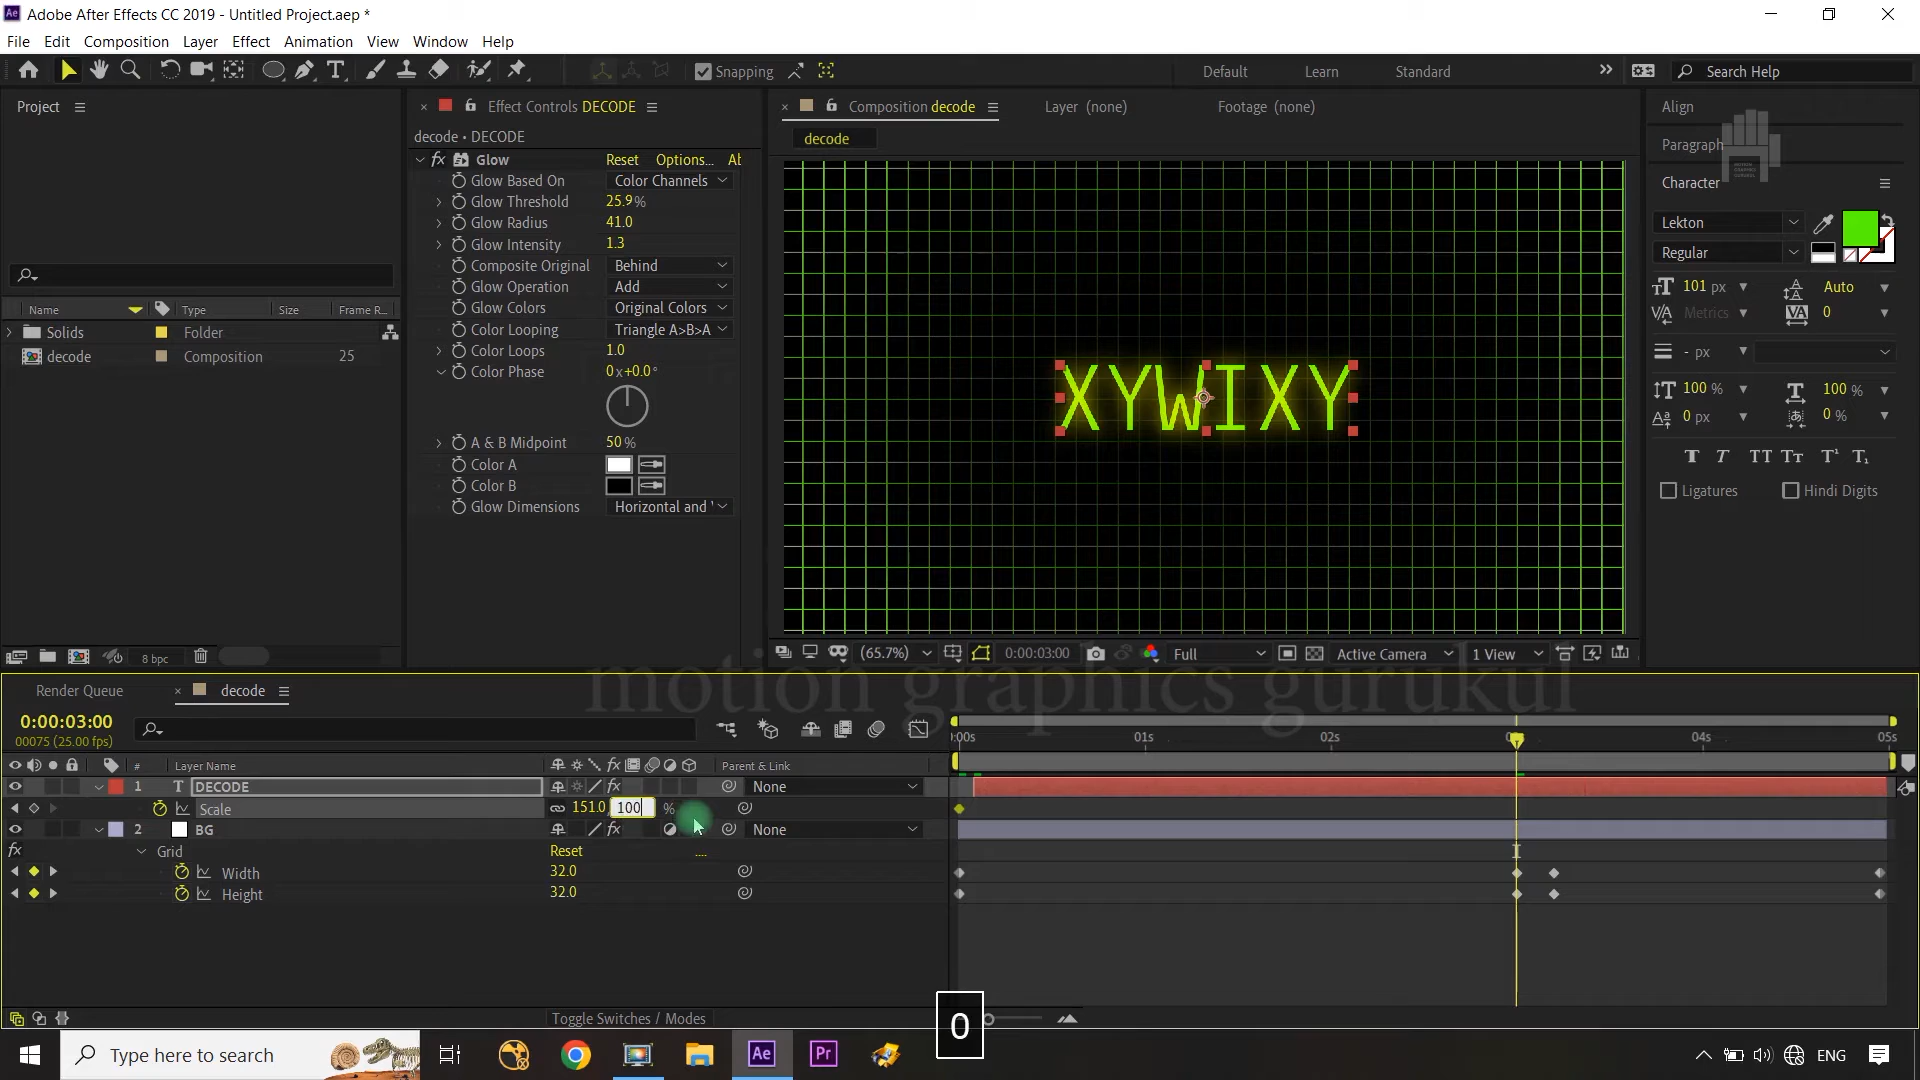 Adobe After Effects CC 2019 - Untitled Project.aep *
File Edit Composition Layer Effect Animation View Window Help
Snapping
Default Learn Standard
Search Help
Project
Effect Controls DECODE
Composition decode
Layer (none)
Footage (none)
Align
decode • DECODE
decode
Paragraph
Glow Reset Options... Ab
Glow Based On Color Channels
Character
Glow Threshold 25.9 %
Glow Radius 41.0
Lekton
Glow Intensity 1.3
Regular
Composite Original Behind
Glow Operation Add
101 px Auto
Glow Colors Original Colors
Metrics 0
Name Type Size Frame R...
Color Looping Triangle A>B>A
Solids Folder
Color Loops 1.0
- px
decode Composition 25
Color Phase 0 x+0.0 °
XYWIXY
100 % 100 %
0 px 0 %
A & B Midpoint 50 %
Color A
Color B
Ligatures Hindi Digits
Glow Dimensions Horizontal and '
8 bpc
(65.7%) 0:00:03:00 Full Active Camera 1 View
motion graphics gurukul
Render Queue
decode
0:00:03:00
00075 (25.00 fps)
:00s 01s 02s 04s 05s
# Layer Name Parent & Link
1 T DECODE None
Scale 151.0, 100 %
2 BG None
Grid Reset ....
Width 32.0
Height 32.0
Toggle Switches / Modes
0
Type here to search
Ae Pr
ENG